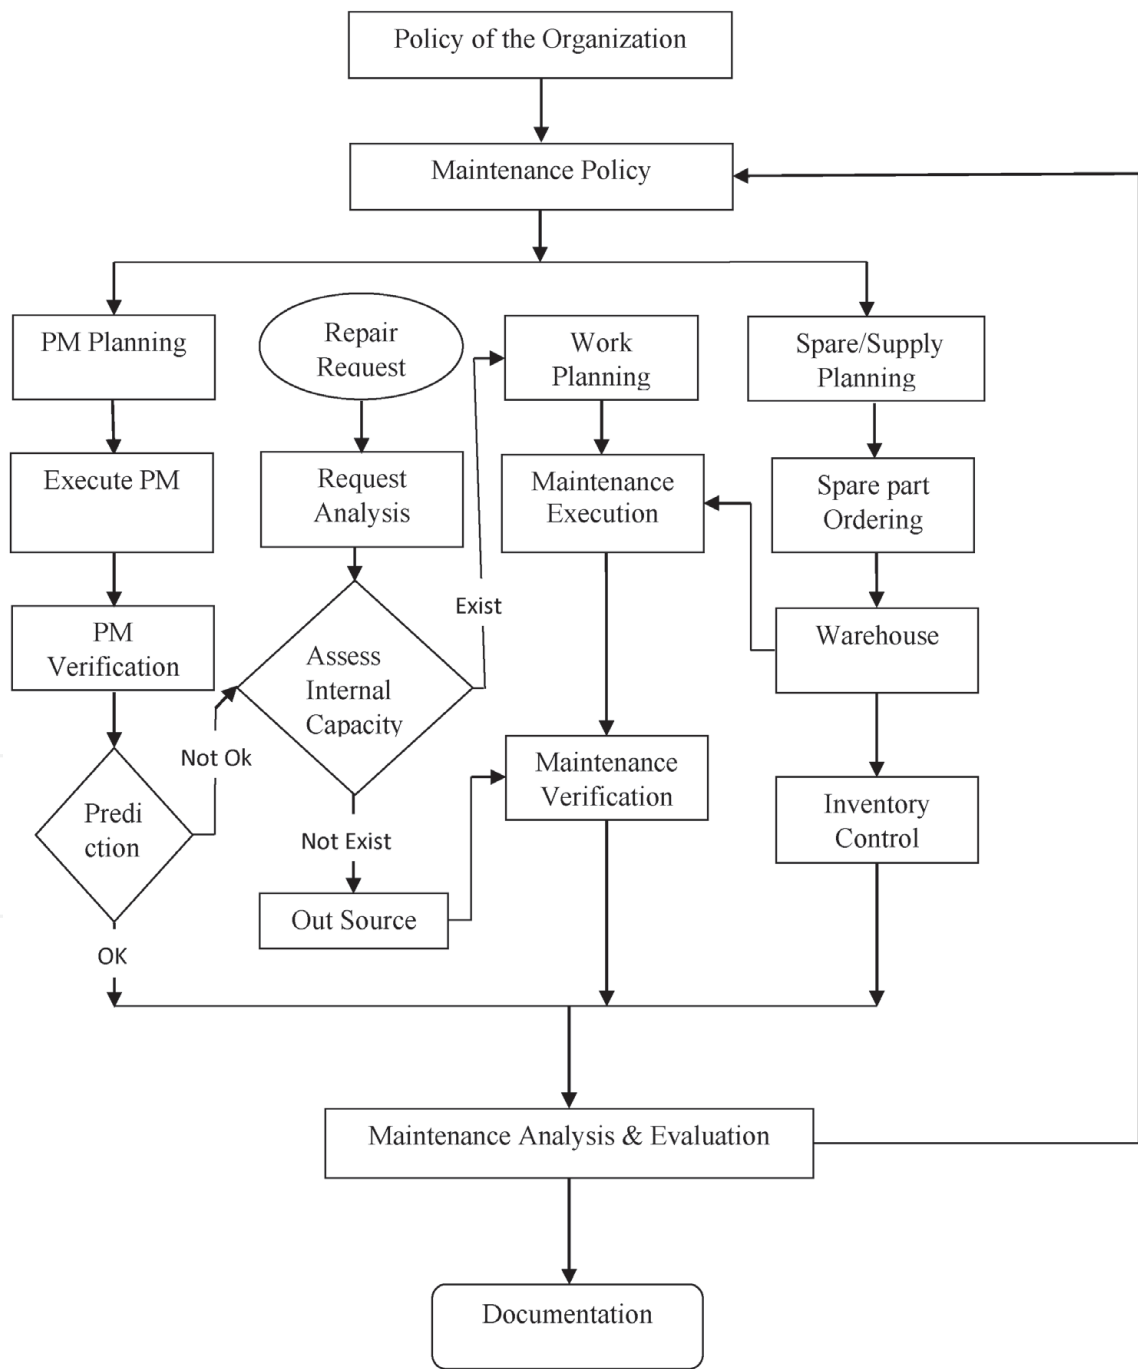 Policy of the Organization
Maintenance Policy
PM Planning
Repair
Request
Work
Planning
Spare/Supply
Planning
Execute PM
Request
Analysis
Maintenance
Execution
Spare part
Ordering
Exist
PM
Verification
Assess
Internal
Capacity
Warehouse
Not Ok
Maintenance
Verification
Predi
ction
Not Exist
Inventory
Control
Out Source
OK
Maintenance Analysis & Evaluation
Documentation